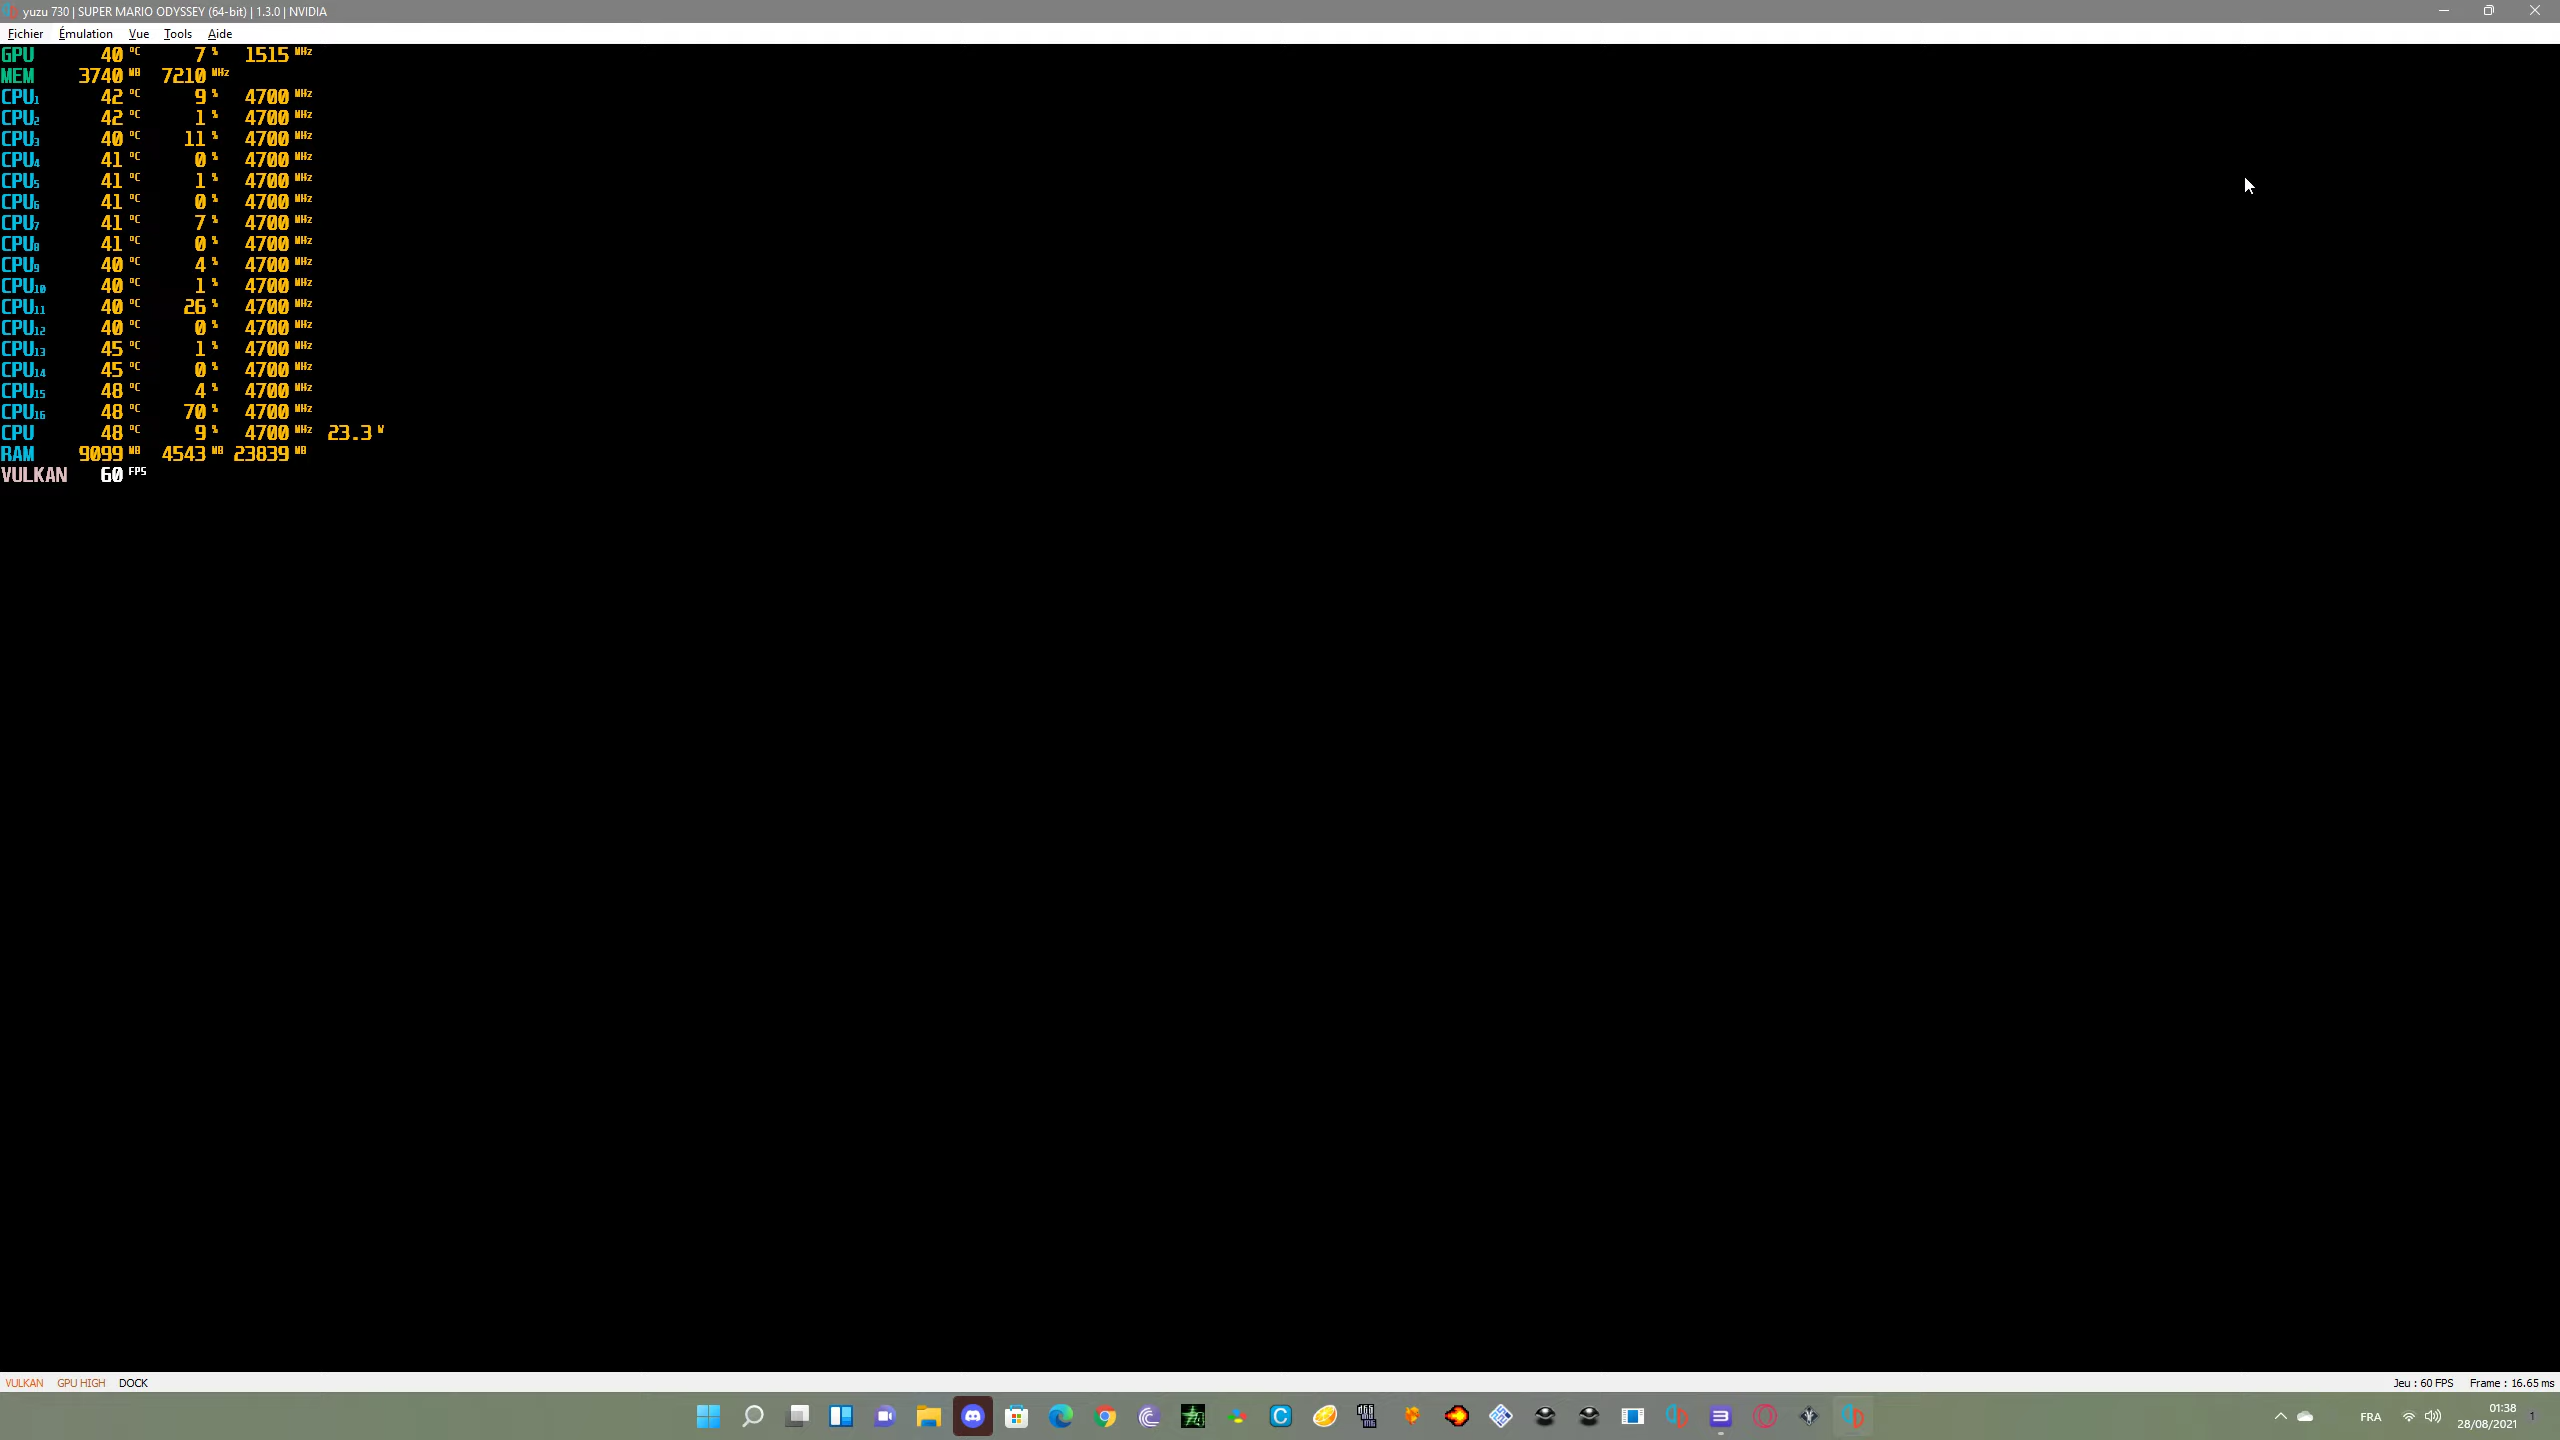 yuzu 730 | SUPER MARIO ODYSSEY (64-bit) | 1.3.0 | NVIDIA
Fichier Émulation Vue Tools Aide
GPU 40 °C 7 % 1515 MHz
MEM 3740 MB 7210 MHz
CPU1 42 °C 9 % 4700 MHz
CPU2 42 °C 1 % 4700 MHz
CPU3 40 °C 11 % 4700 MHz
CPU4 41 °C 0 % 4700 MHz
CPU5 41 °C 1 % 4700 MHz
CPU6 41 °C 0 % 4700 MHz
CPU7 41 °C 7 % 4700 MHz
CPU8 41 °C 0 % 4700 MHz
CPU9 40 °C 4 % 4700 MHz
CPU10 40 °C 1 % 4700 MHz
CPU11 40 °C 26 % 4700 MHz
CPU12 40 °C 0 % 4700 MHz
CPU13 45 °C 1 % 4700 MHz
CPU14 45 °C 0 % 4700 MHz
CPU15 48 °C 4 % 4700 MHz
CPU16 48 °C 70 % 4700 MHz
CPU 48 °C 9 % 4700 MHz 23.3 W
RAM 9099 MB 4543 MB 23839 MB
VULKAN 60 FPS
VULKAN GPU HIGH DOCK Jeu : 60 FPS Frame : 16.65 ms
FRA 01:38 1
28/08/2021